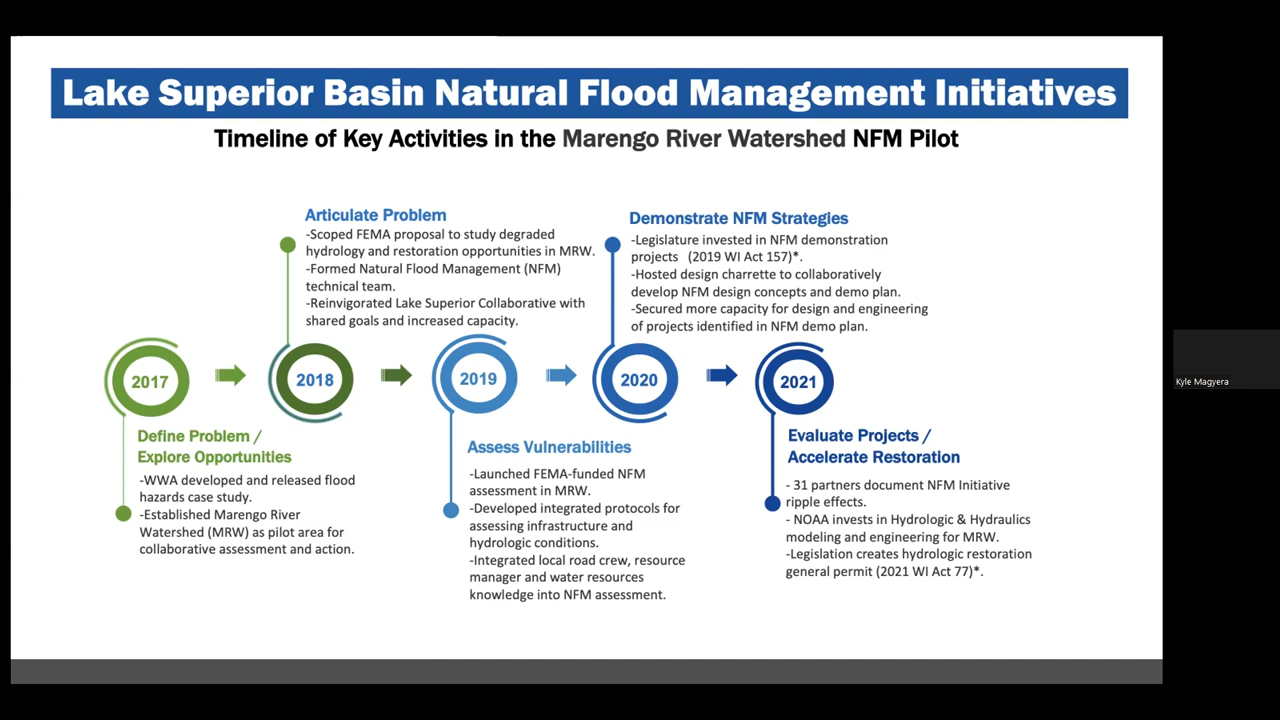 Lake Superior Basin Natural Flood Management Initiatives
Timeline of Key Activities in the Marengo River Watershed NFM Pilot
2017
Define Problem /
Explore Opportunities
-WWA developed and released flood
hazards case study.
-Established Marengo River
Watershed (MRW) as pilot area for
collaborative assessment and action.
Articulate Problem
-Scoped FEMA proposal to study degraded
hydrology and restoration opportunities in MRW.
-Formed Natural Flood Management (NFM)
technical team.
-Reinvigorated Lake Superior Collaborative with
shared goals and increased capacity.
2018
2019
Assess Vulnerabilities
-Launched FEMA-funded NFM
assessment in MRW.
-Developed integrated protocols for
assessing infrastructure and
hydrologic conditions.
-Integrated local road crew, resource
manager and water resources
knowledge into NFM assessment.
Demonstrate NFM Strategies
-Legislature invested in NFM demonstration
projects (2019 WI Act 157)*.
-Hosted design charrette to collaboratively
develop NFM design concepts and demo plan.
-Secured more capacity for design and engineering
of projects identified in NFM demo plan.
2020
2021
Evaluate Projects /
Accelerate Restoration
- 31 partners document NFM Initiative
ripple effects.
- NOAA invests in Hydrologic & Hydraulics
modeling and engineering for MRW.
-Legislation creates hydrologic restoration
general permit (2021 WI Act 77)*.
Kyle Magyera